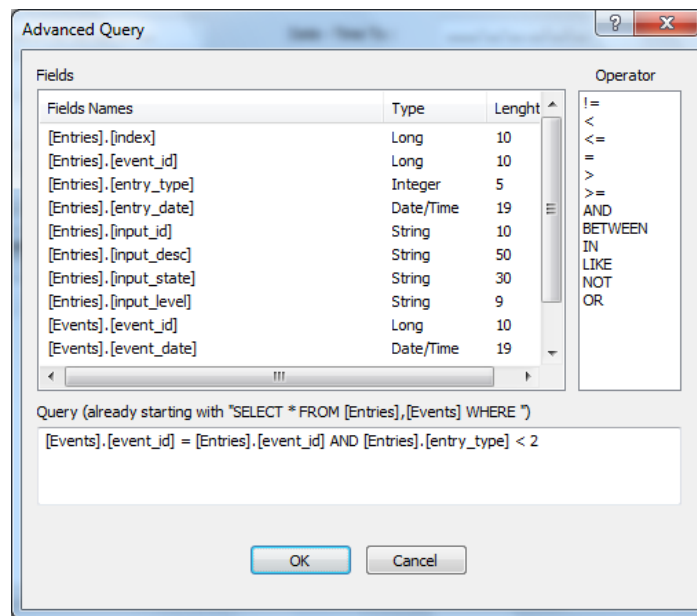 Advanced Query
Fields
Operator
Fields Names Type Lenght
[Entries].[index] Long 10
[Entries].[event_id] Long 10
[Entries].[entry_type] Integer 5
[Entries].[entry_date] Date/Time 19
[Entries].[input_id] String 10
[Entries].[input_desc] String 50
[Entries].[input_state] String 30
[Entries].[input_level] String 9
[Events].[event_id] Long 10
[Events].[event_date] Date/Time 19
!=
<
<=
=
>
>=
AND
BETWEEN
IN
LIKE
NOT
OR
Query (already starting with "SELECT * FROM [Entries],[Events] WHERE ")
[Events].[event_id] = [Entries].[event_id] AND [Entries].[entry_type] < 2
OK
Cancel